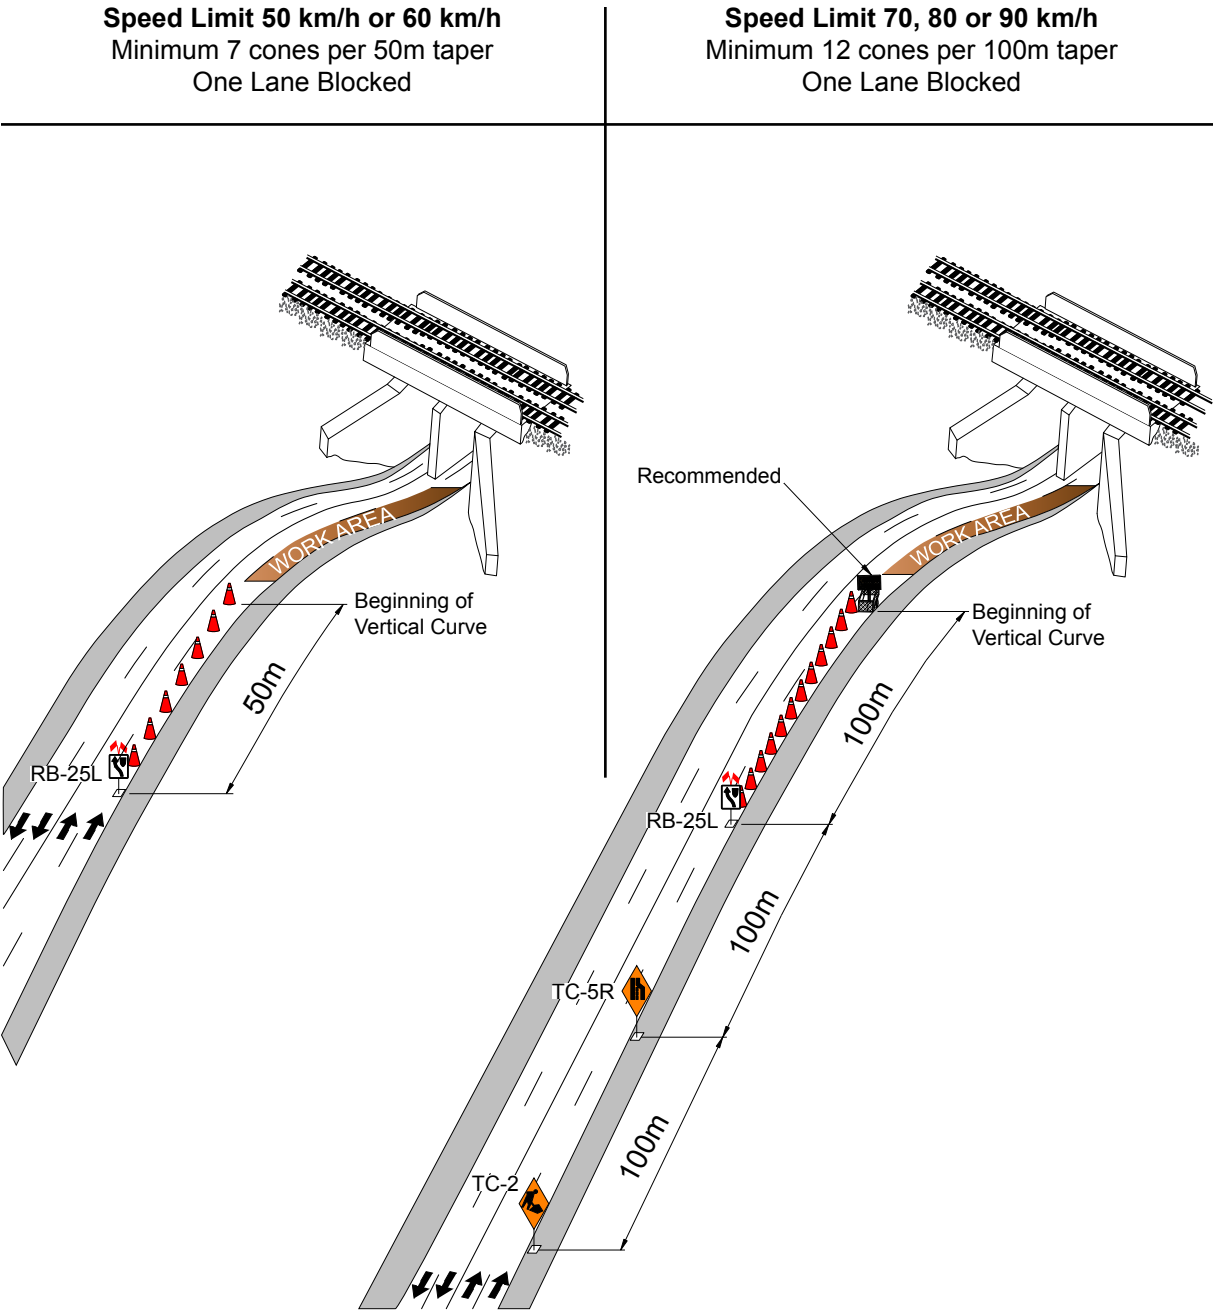 Speed Limit 50 km/h or 60 km/h
Minimum 7 cones per 50m taper
One Lane Blocked
Speed Limit 70, 80 or 90 km/h
Minimum 12 cones per 100m taper
One Lane Blocked
WORK AREA
Beginning of
Vertical Curve
50m
RB-25L
Recommended
WORK AREA
Beginning of
Vertical Curve
100m
RB-25L
100m
TC-5R
100m
TC-2